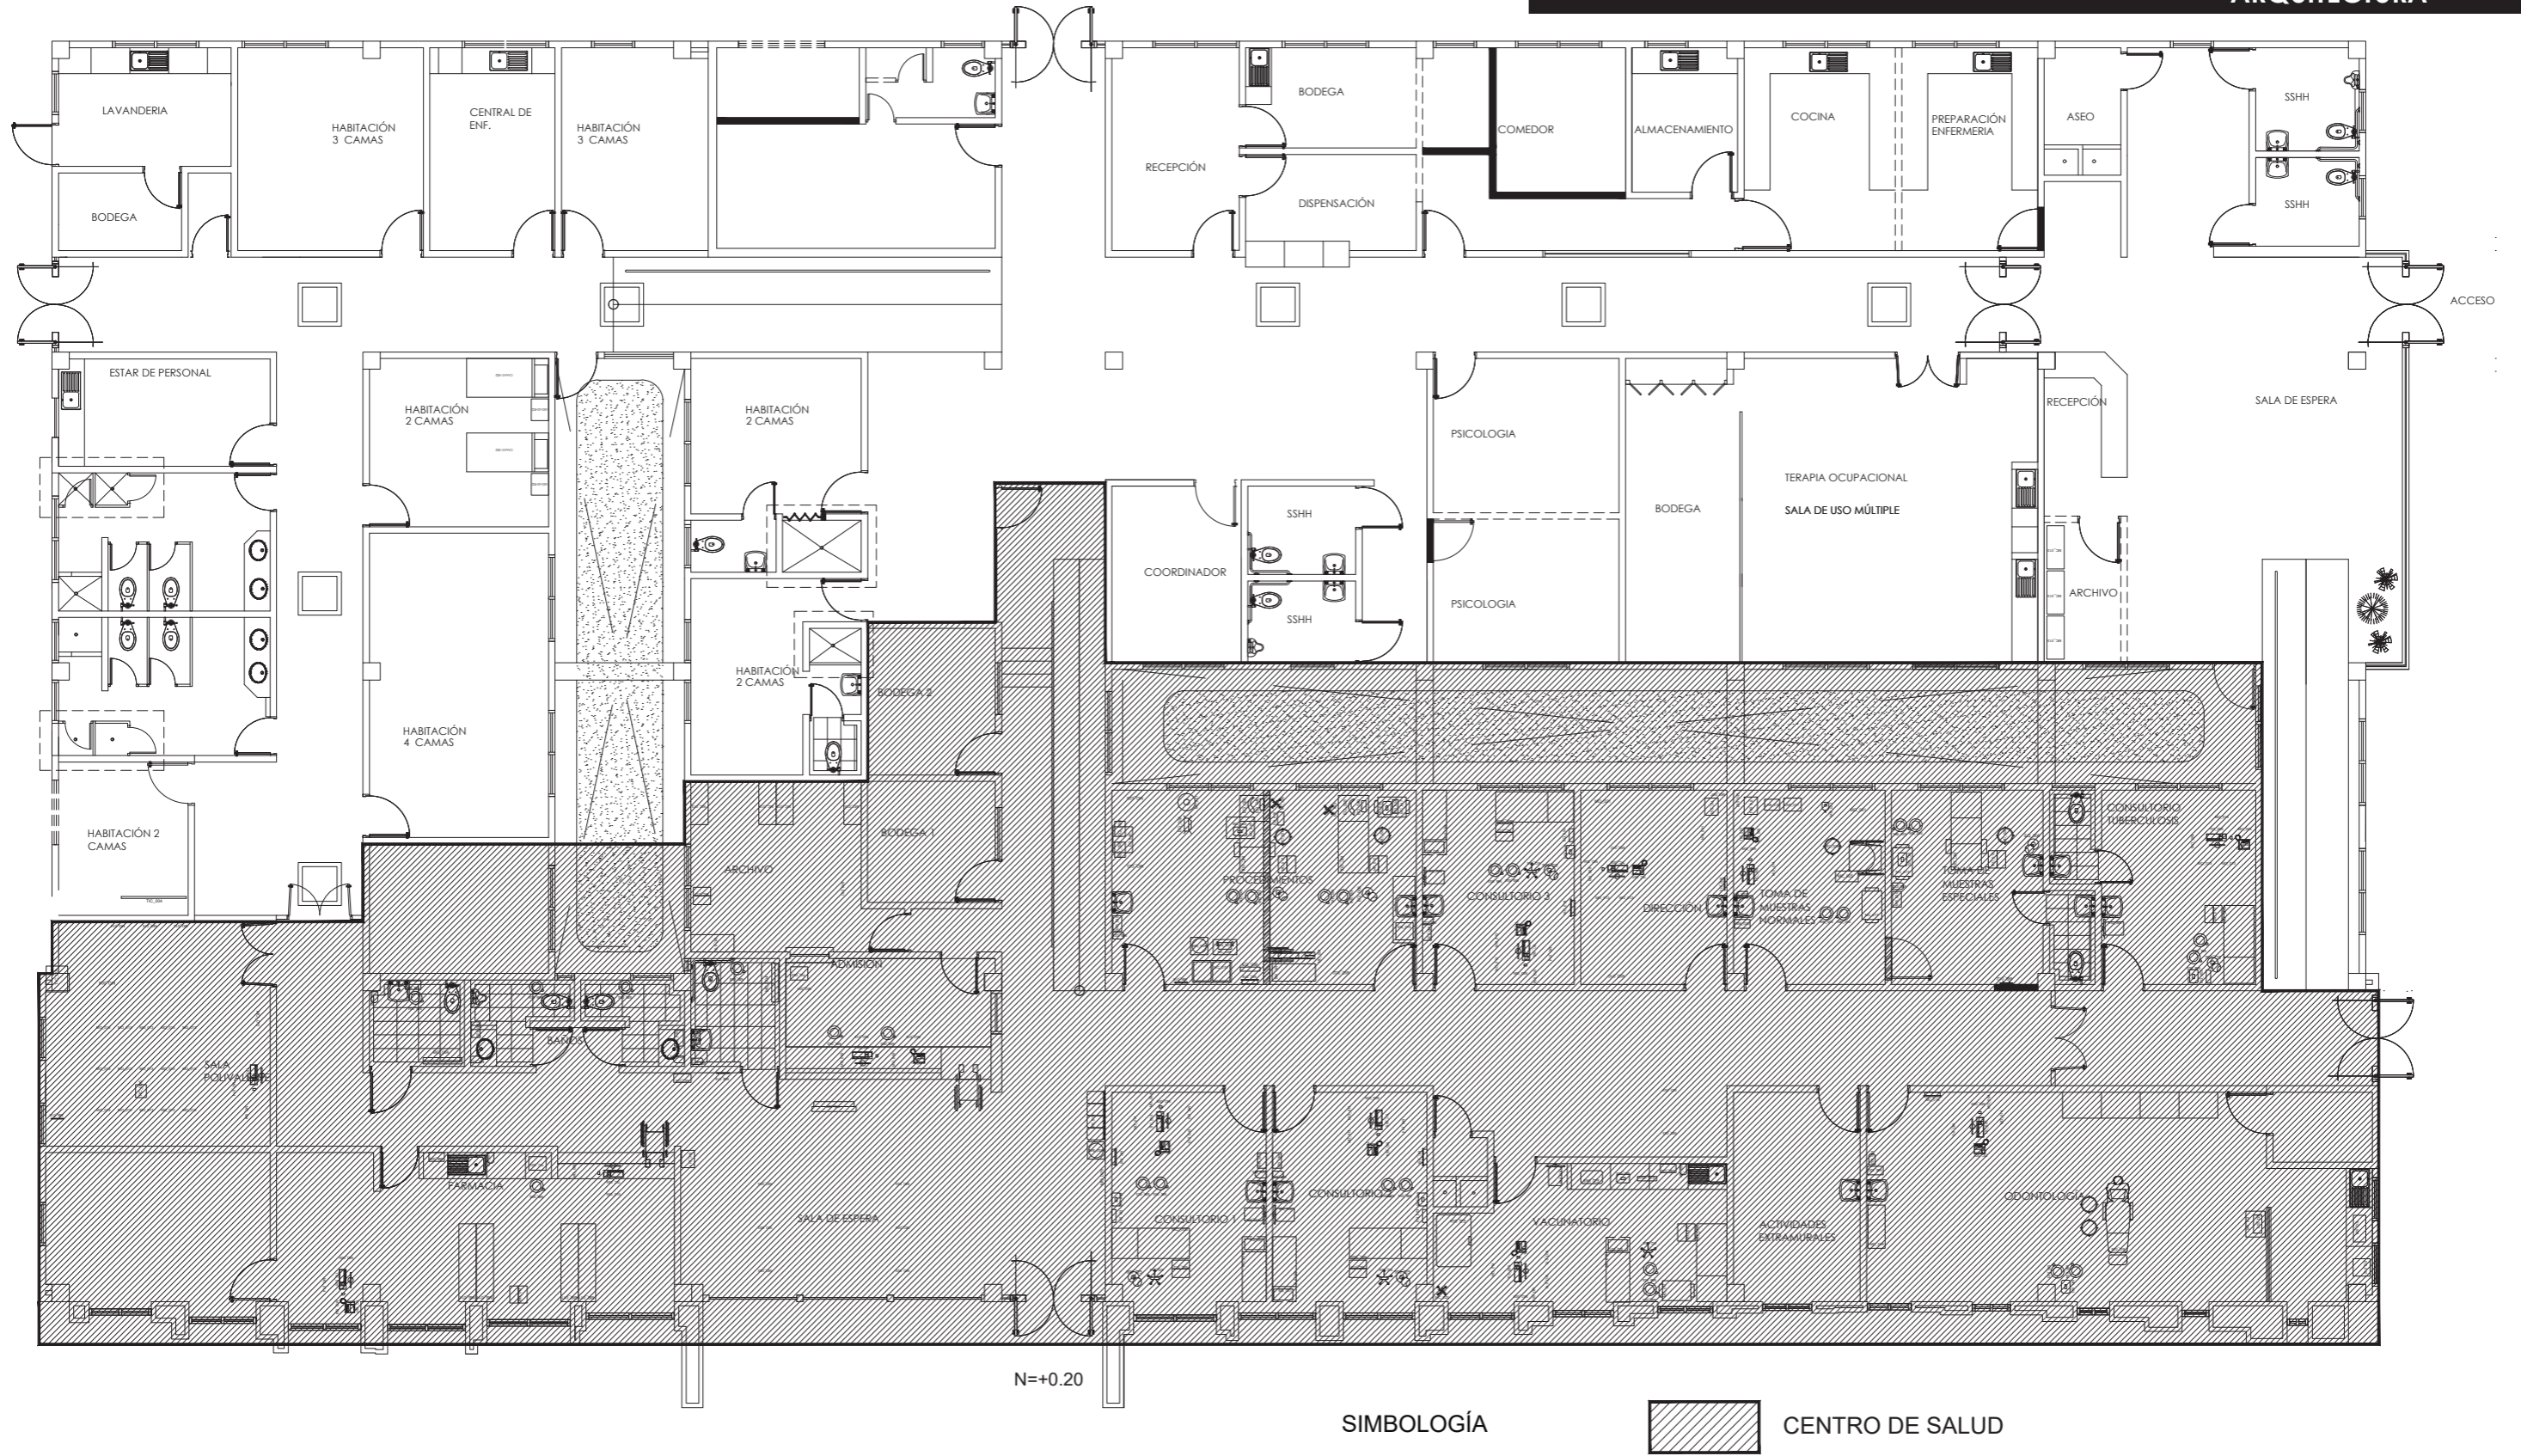 ARQUITECTURA
LAVANDERIA
HABITACIÓN
3 CAMAS
CENTRAL DE
ENF.
HABITACIÓN
3 CAMAS
BODEGA
RECEPCIÓN
BODEGA
DISPENSACIÓN
COMEDOR
ALMACENAMIENTO
COCINA
PREPARACIÓN
ENFERMERIA
ASEO
SSHH
SSHH
ACCESO
ESTAR DE PERSONAL
HABITACIÓN
2 CAMAS
HABITACIÓN
2 CAMAS
PSICOLOGIA
RECEPCIÓN
SALA DE ESPERA
TERAPIA OCUPACIONAL
SALA DE USO MÚLTIPLE
BODEGA
SSHH
COORDINADOR
SSHH
PSICOLOGIA
ARCHIVO
HABITACIÓN
2 CAMAS
BODEGA 2
HABITACIÓN
4 CAMAS
HABITACIÓN 2
CAMAS
BODEGA 1
ARCHIVO
ADMISIÓN
PROCEDIMIENTOS
CONSULTORIO 3
DIRECCIÓN
TOMA DE
MUESTRAS
NORMALES
TOMA DE
MUESTRAS
ESPECIALES
CONSULTORIO
TUBERCULOSIS
BAÑOS
SALA
POLIVALENTE
FARMACIA
SALA DE ESPERA
CONSULTORIO 1
CONSULTORIO 2
VACUNATORIO
ACTIVIDADES
EXTRAMURALES
ODONTOLOGÍA
N=+0.20
SIMBOLOGÍA
CENTRO DE SALUD